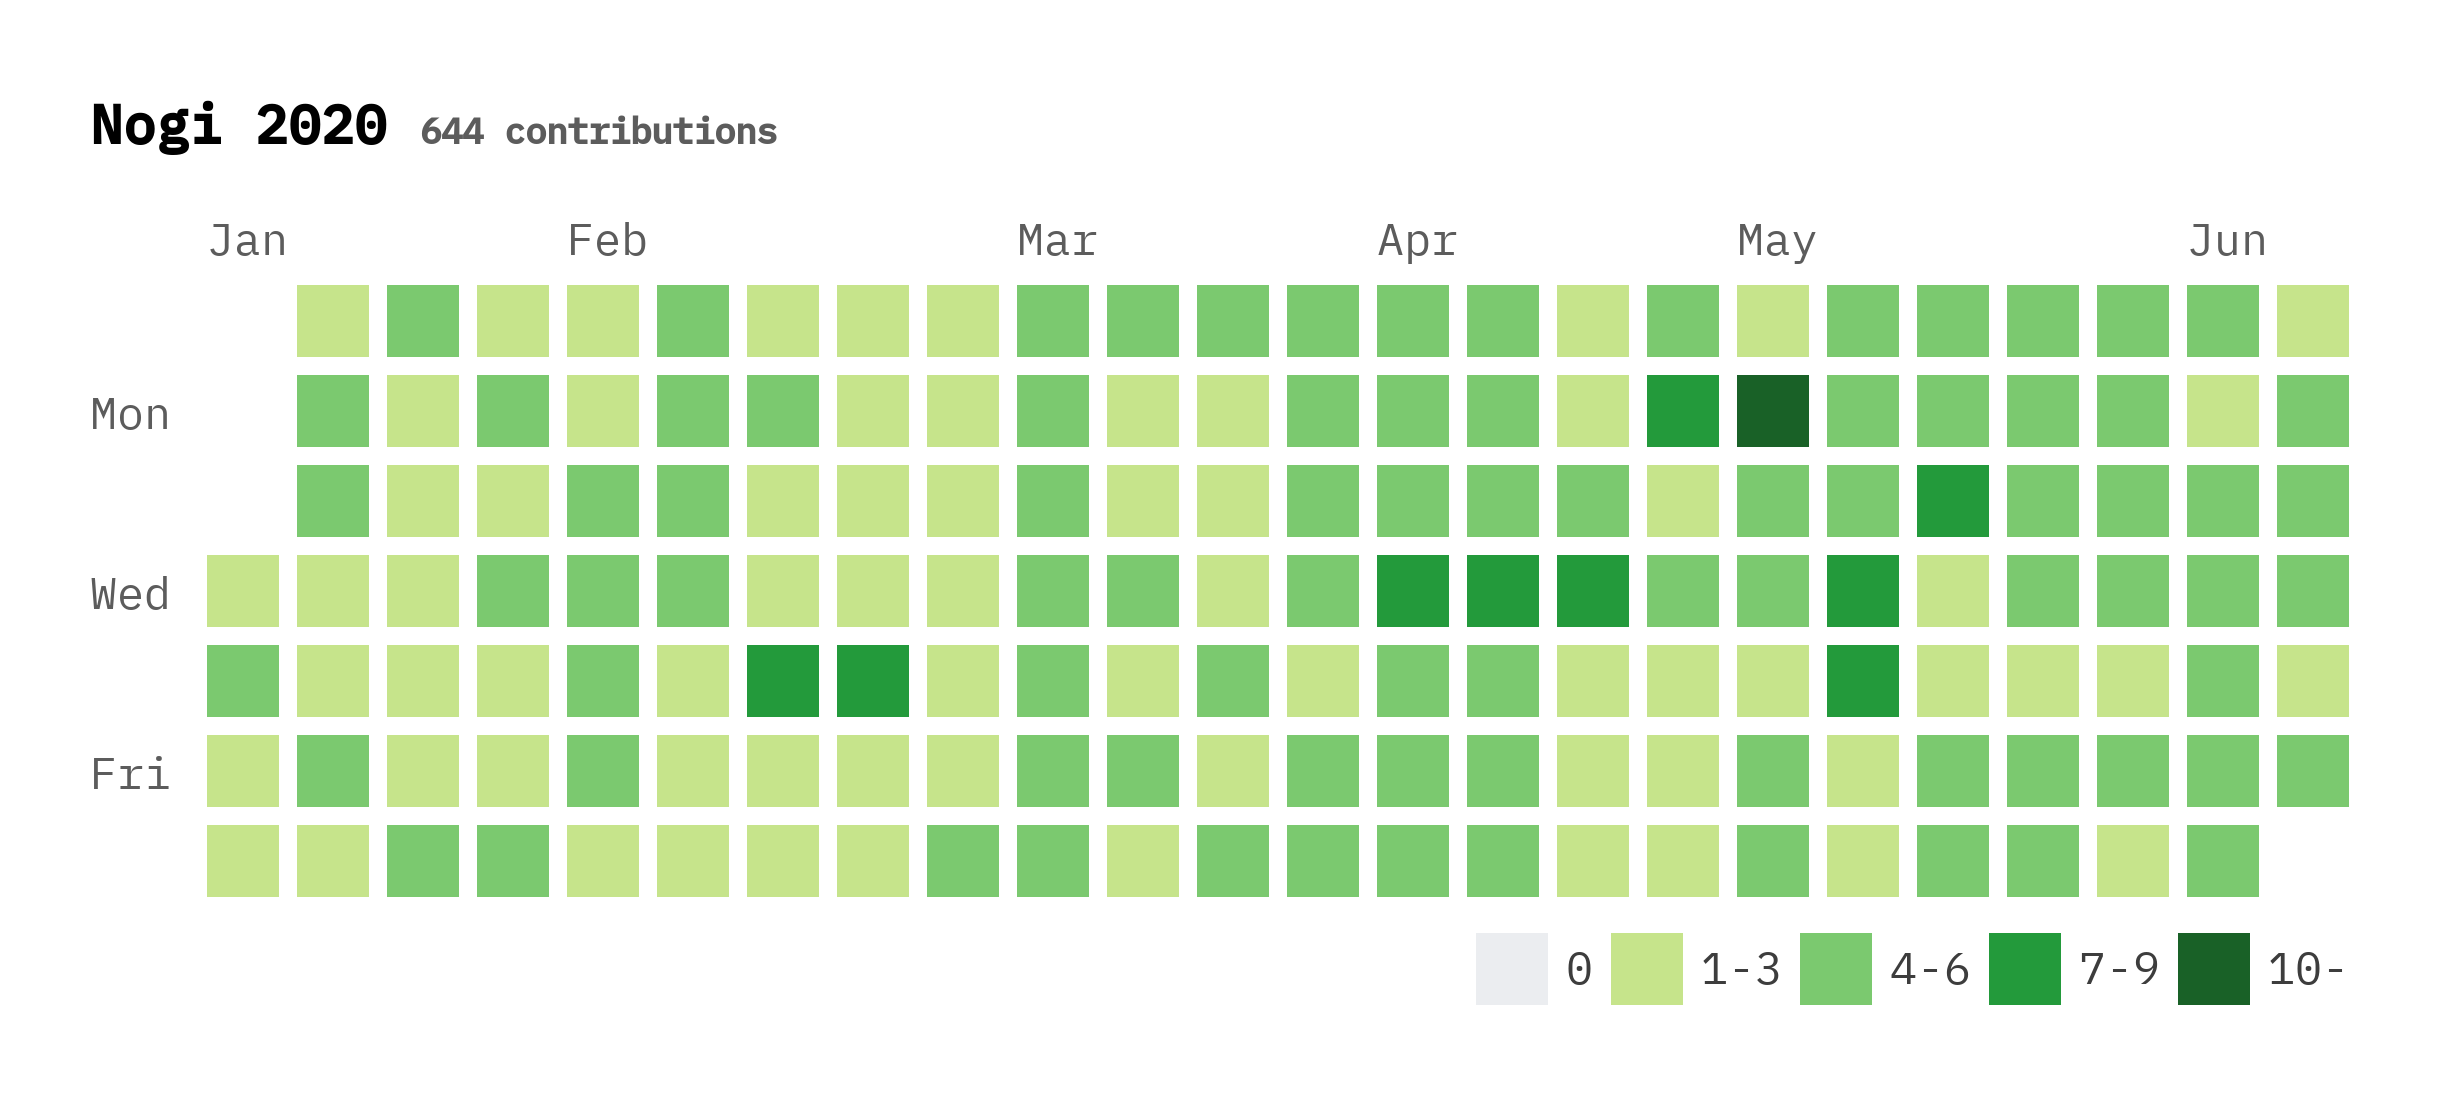 Nogi 2020 644 contributions
Jan Feb Mar Apr May Jun
Mon
Wed
Fri
0 1-3 4-6 7-9 10-